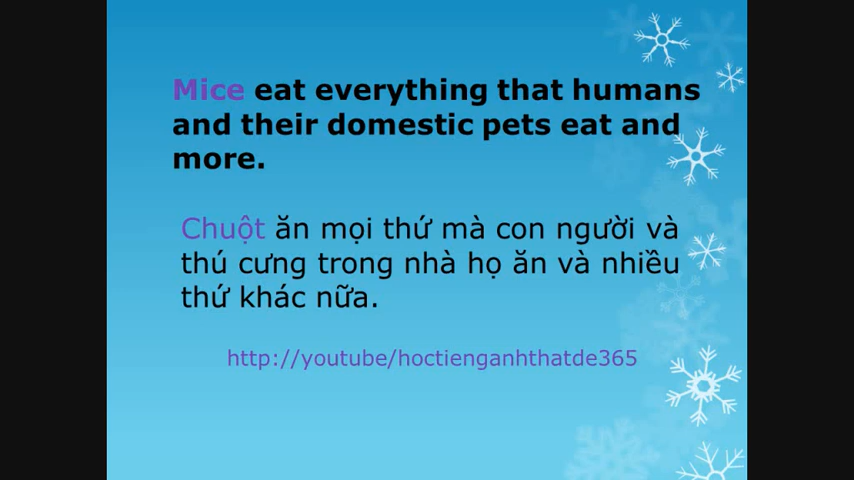 Mice eat everything that humans
and their domestic pets eat and
more.
Chuột ăn mọi thứ mà con người và
thú cưng trong nhà họ ăn và nhiều
thứ khác nữa.
http://youtube/hoctienganhthatde365